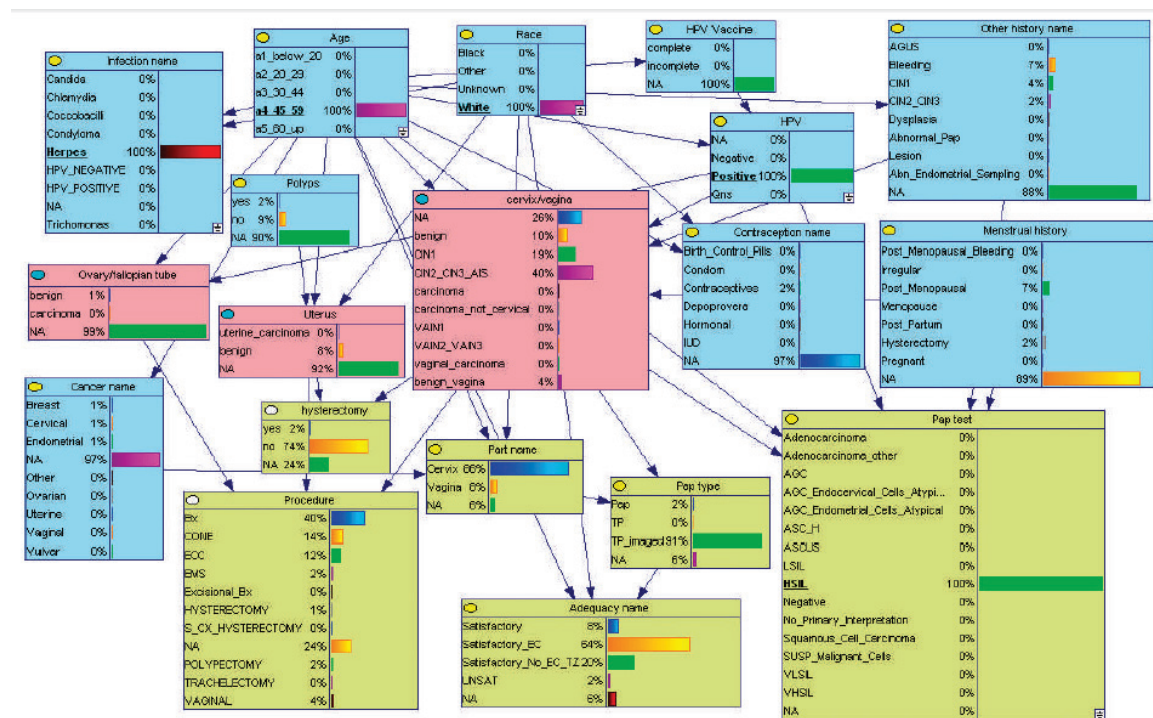 Infection name
Candida 0%
Chlamydia 0%
Coccobacilli 0%
Condyloma 0%
Herpes 100%
HPV_NEGATIVE 0%
HPV_POSITIVE 0%
NA 0%
Trichomonas 0%
Age
a1_below_20 0%
a2_20_29 0%
a3_30_44 0%
a4_45_59 100%
a5_60_up 0%
Race
Black 0%
Other 0%
Unknown 0%
White 100%
HPV Vaccine
complete 0%
incomplete 0%
NA 100%
Other history name
AGUS 0%
Bleeding 7%
CIN1 4%
CIN2_CIN3 2%
Dysplasia 0%
Abnormal_Pap 0%
Lesion 0%
Abn_Endometrial_Sampling 0%
NA 88%
HPV
NA 0%
Negative 0%
Positive 100%
Qns 0%
Polyps
yes 2%
no 9%
NA 90%
cervix/vagina
NA 26%
benign 10%
CIN1 19%
CIN2_CIN3_AIS 40%
carcinoma 0%
carcinoma_not_cervical 0%
VAIN1 0%
VAIN2_VAIN3 0%
vaginal_carcinoma 0%
benign_vagina 4%
Contraception name
Birth_Control_Pills 0%
Condom 0%
Contraceptives 2%
Depoprovera 0%
Hormonal 0%
IUD 0%
NA 97%
Menstrual history
Post_Menopausal_Bleeding 0%
Irregular 0%
Post_Menopausal 7%
Menopause 0%
Post_Partum 0%
Hysterectomy 2%
Pregnant 0%
NA 89%
Ovary/fallopian tube
benign 1%
carcinoma 0%
NA 99%
Uterus
uterine_carcinoma 0%
benign 8%
NA 92%
Cancer name
Breast 1%
Cervical 1%
Endometrial 1%
NA 97%
Other 0%
Ovarian 0%
Uterine 0%
Vaginal 0%
Vulvar 0%
hysterectomy
yes 2%
no 74%
NA 24%
Part name
Cervix 86%
Vagina 6%
NA 6%
Pap type
Pap 2%
TP 0%
TP_imaged 91%
NA 6%
Procedure
Bx 40%
CONE 14%
ECC 12%
EMS 2%
Excisional_Bx 0%
HYSTERECTOMY 1%
S_CX_HYSTERECTOMY 0%
NA 24%
POLYPECTOMY 2%
TRACHELECTOMY 0%
VAGINAL 4%
Adequacy name
Satisfactory 8%
Satisfactory_EC 64%
Satisfactory_No_EC_TZ 20%
UNSAT 2%
NA 6%
Pap test
Adenocarcinoma 0%
Adenocarcinoma_other 0%
AGC 0%
AGC_Endocervical_Cells_Atypi... 0%
AGC_Endometrial_Cells_Atypical 0%
ASC_H 0%
ASCUS 0%
LSIL 0%
HSIL 100%
Negative 0%
No_Primary_Interpretation 0%
Squamous_Cell_Carcinoma 0%
SUSP_Malignant_Cells 0%
VLSIL 0%
VHSIL 0%
NA 0%